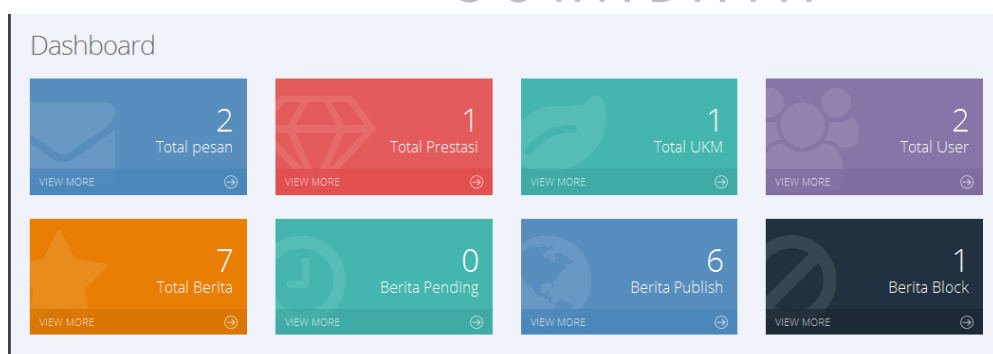 Dashboard
2
Total pesan
VIEW MORE
1
Total Prestasi
VIEW MORE
1
Total UKM
VIEW MORE
2
Total User
VIEW MORE
7
Total Berita
VIEW MORE
0
Berita Pending
VIEW MORE
6
Berita Publish
VIEW MORE
1
Berita Block
VIEW MORE